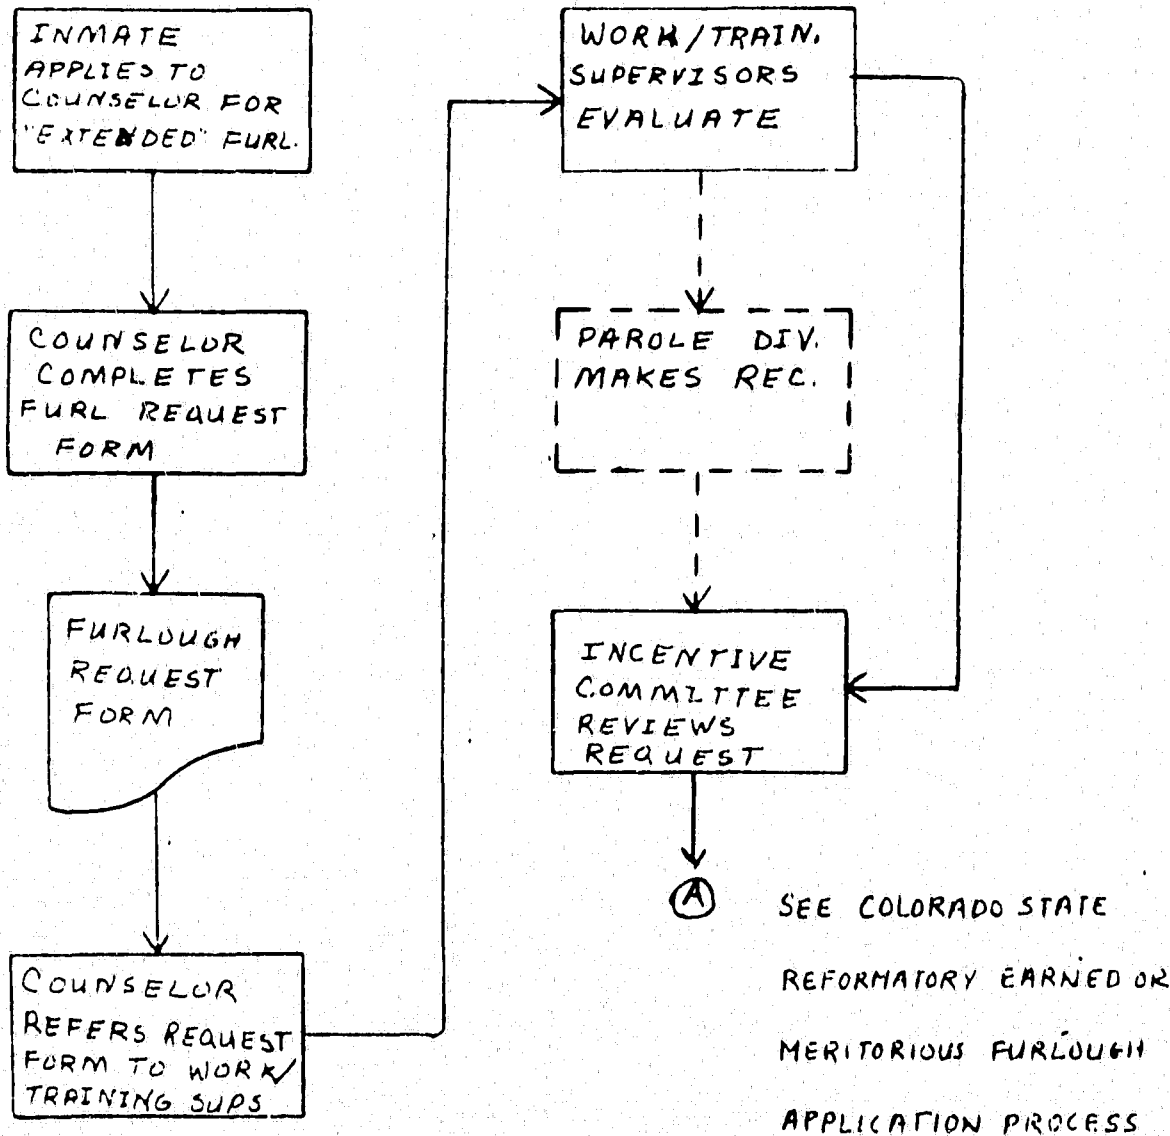 INMATE
APPLIES TO
COUNSELOR FOR
"EXTENDED" FURL.
COUNSELOR
COMPLETES
FURL REQUEST
FORM
FURLOUGH
REQUEST
FORM
COUNSELOR
REFERS REQUEST
FORM TO WORK/
TRAINING SUPS
WORK/TRAIN.
SUPERVISORS
EVALUATE
PAROLE DIV.
MAKES REC.
INCENTIVE
COMMITTEE
REVIEWS
REQUEST
A
SEE COLORADO STATE
REFORMATORY EARNED OR
MERITORIOUS FURLOUGH
APPLICATION PROCESS